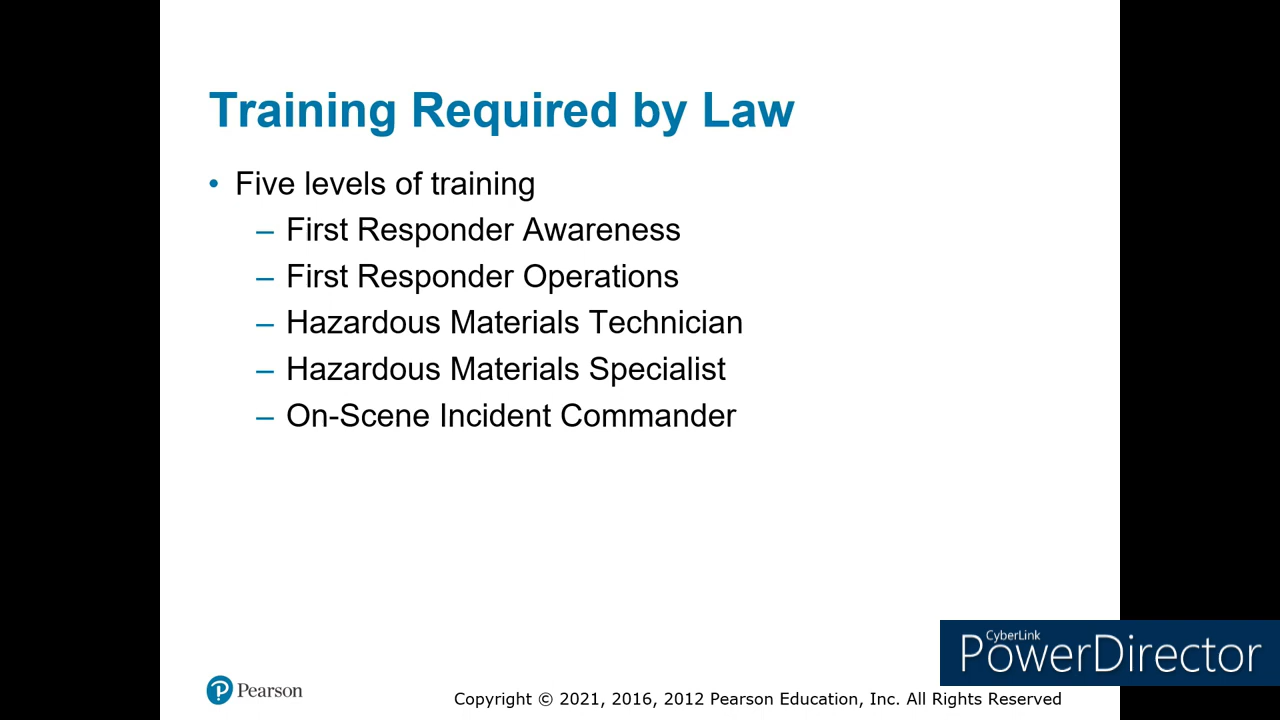 Training Required by Law
• Five levels of training
– First Responder Awareness
– First Responder Operations
– Hazardous Materials Technician
– Hazardous Materials Specialist
– On-Scene Incident Commander
CyberLink
PowerDirector
P Pearson
Copyright © 2021, 2016, 2012 Pearson Education, Inc. All Rights Reserved